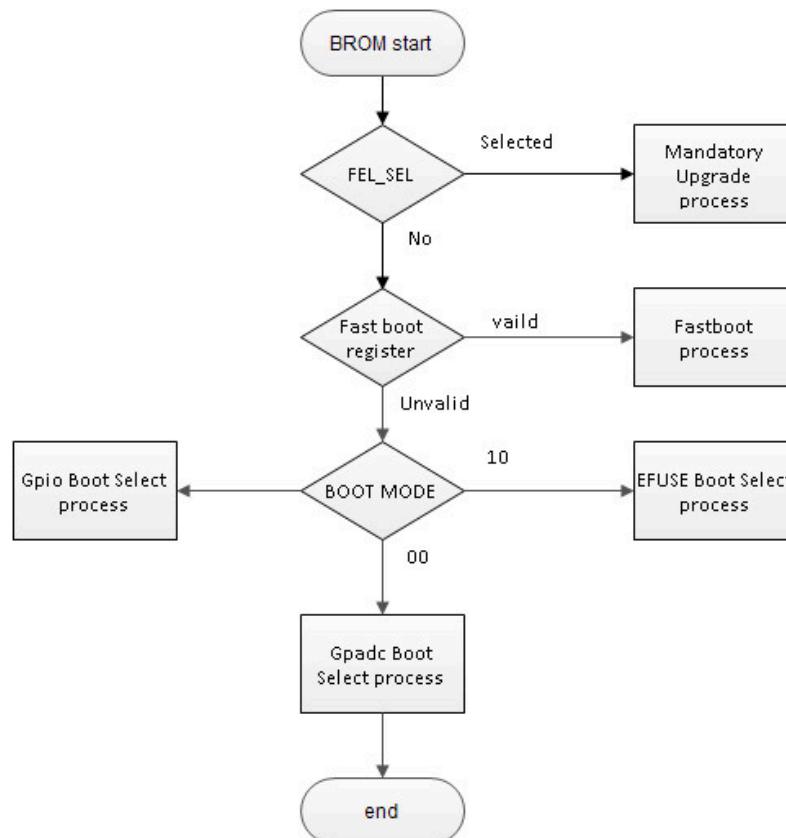 BROM start
Selected
FEL_SEL
Mandatory
Upgrade
process
No
Fast boot
register
vaild
Fastboot
process
Unvalid
Gpio Boot Select
process
BOOT MODE
10
EFUSE Boot Select
process
00
Gpadc Boot
Select process
end